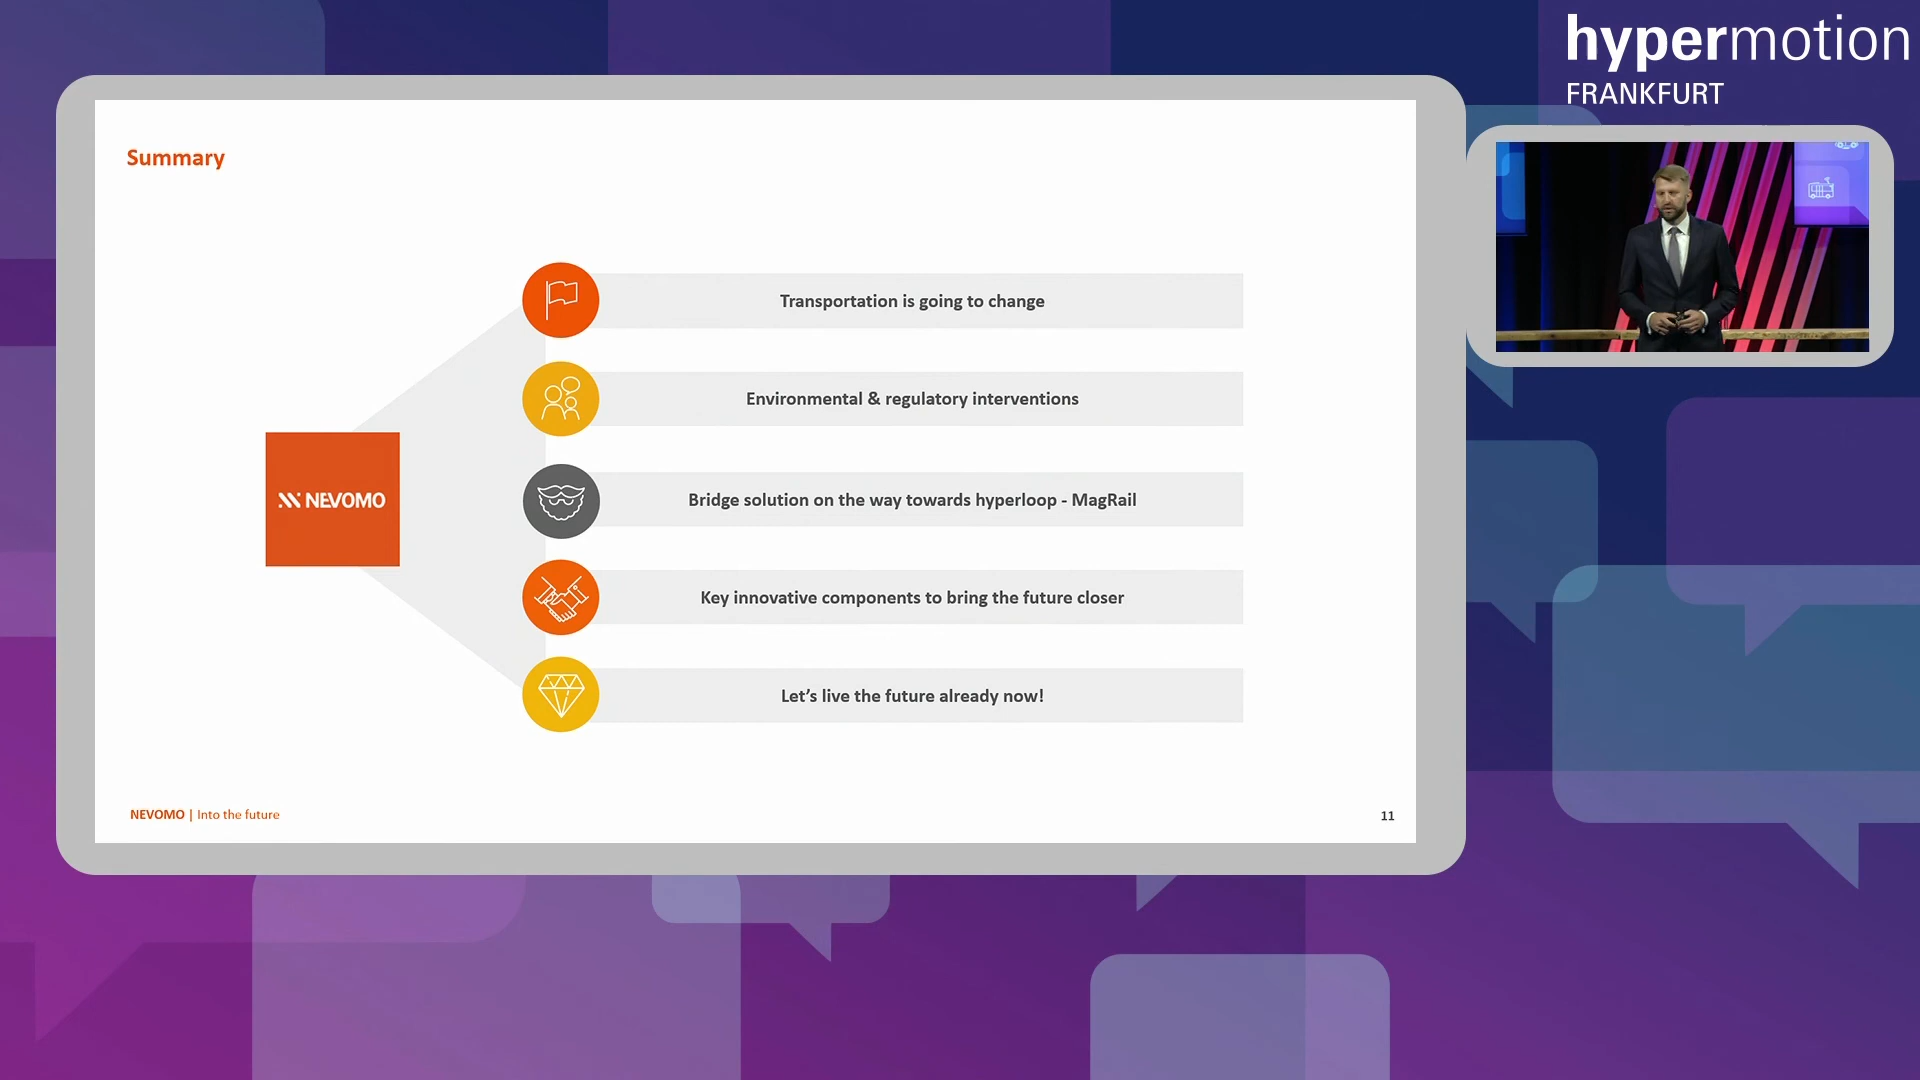 hypermotion
FRANKFURT
Summary
Transportation is going to change
Environmental & regulatory interventions
NEVOMO
Bridge solution on the way towards hyperloop - MagRail
Key innovative components to bring the future closer
Let's live the future already now!
NEVOMO | Into the future
11